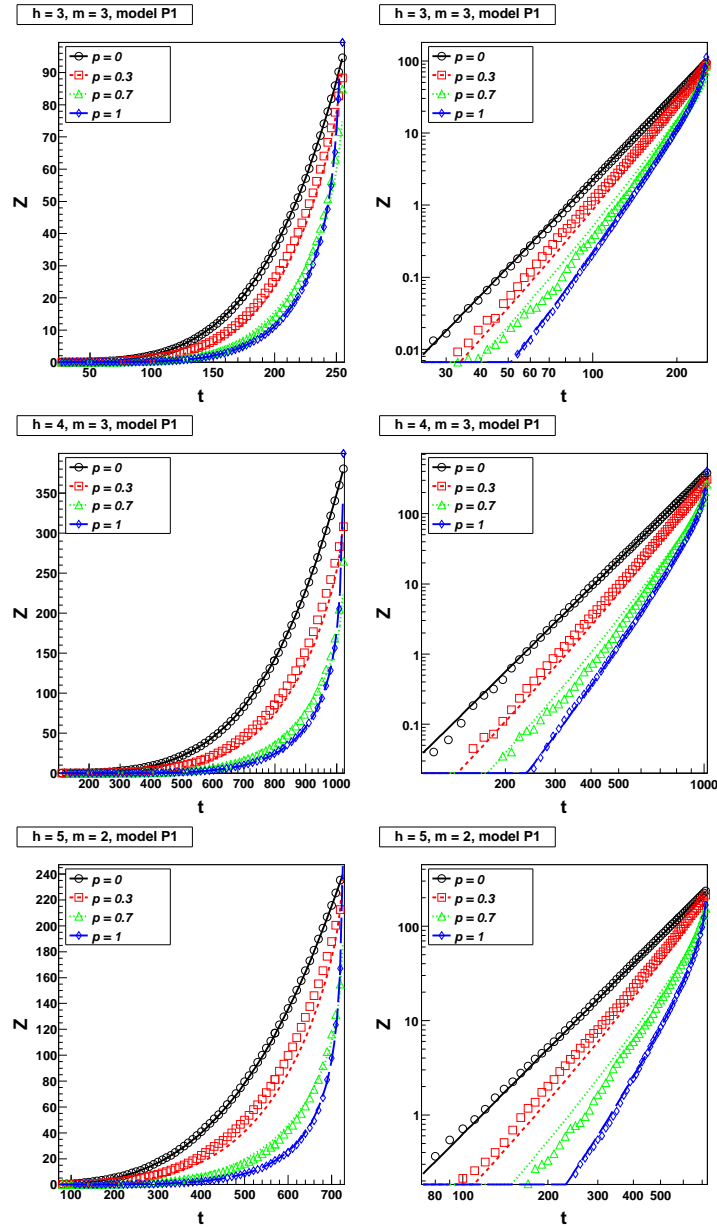 h = 3, m = 3, model P1
Z
90
80
70
60
50
40
30
20
10
0
p = 0
p = 0.3
p = 0.7
p = 1
50 100 150 200 250
t
h = 3, m = 3, model P1
Z
100
10
1
0.1
0.01
p = 0
p = 0.3
p = 0.7
p = 1
30 40 50 60 70 100 200
t
h = 4, m = 3, model P1
Z
350
300
250
200
150
100
50
0
p = 0
p = 0.3
p = 0.7
p = 1
200 300 400 500 600 700 800 900 1000
t
h = 4, m = 3, model P1
Z
100
10
1
0.1
p = 0
p = 0.3
p = 0.7
p = 1
200 300 400 500 1000
t
h = 5, m = 2, model P1
Z
240
220
200
180
160
140
120
100
80
60
40
20
0
p = 0
p = 0.3
p = 0.7
p = 1
100 200 300 400 500 600 700
t
h = 5, m = 2, model P1
Z
100
10
1
p = 0
p = 0.3
p = 0.7
p = 1
80 100 200 300 400 500
t